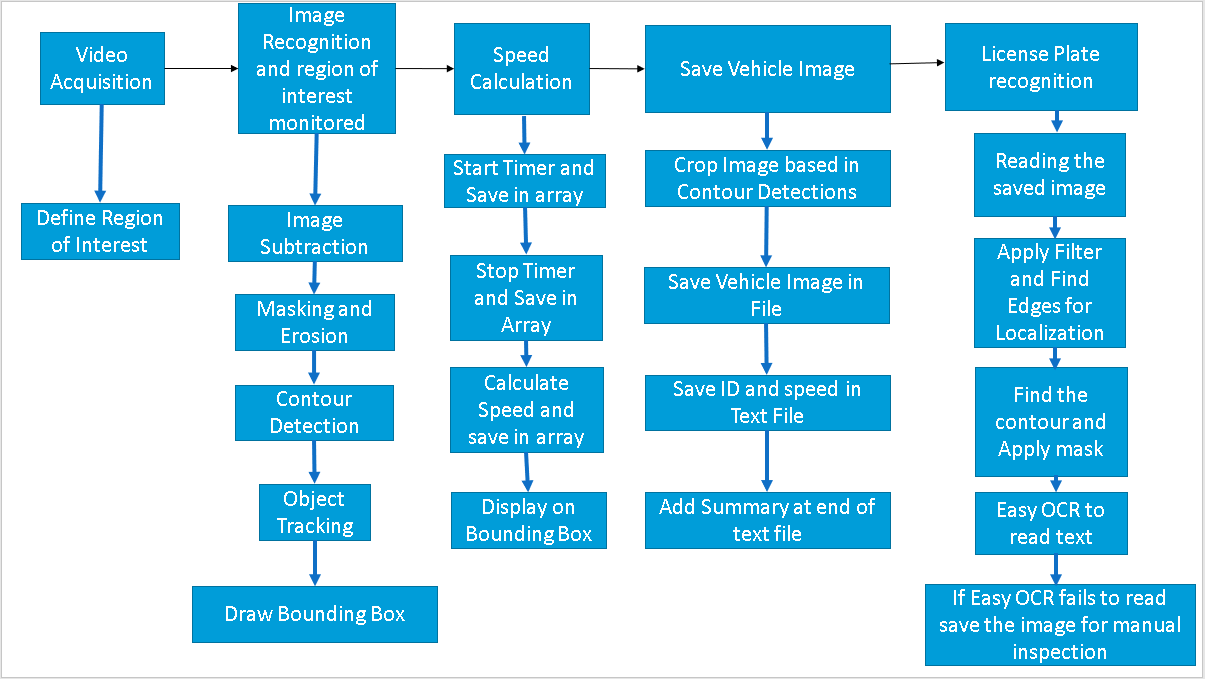 Video
Acquisition
Define Region
of Interest
Image
Recognition
and region of
interest
monitored
Image
Subtraction
Masking and
Erosion
Contour
Detection
Object
Tracking
Draw Bounding Box
Speed
Calculation
Start Timer and
Save in array
Stop Timer
and Save in
Array
Calculate
Speed and
save in array
Display on
Bounding Box
Save Vehicle Image
Crop Image based in
Contour Detections
Save Vehicle Image in
File
Save ID and speed in
Text File
Add Summary at end of
text file
License Plate
recognition
Reading the
saved image
Apply Filter
and Find
Edges for
Localization
Find the
contour and
Apply mask
Easy OCR to
read text
If Easy OCR fails to read
save the image for manual
inspection